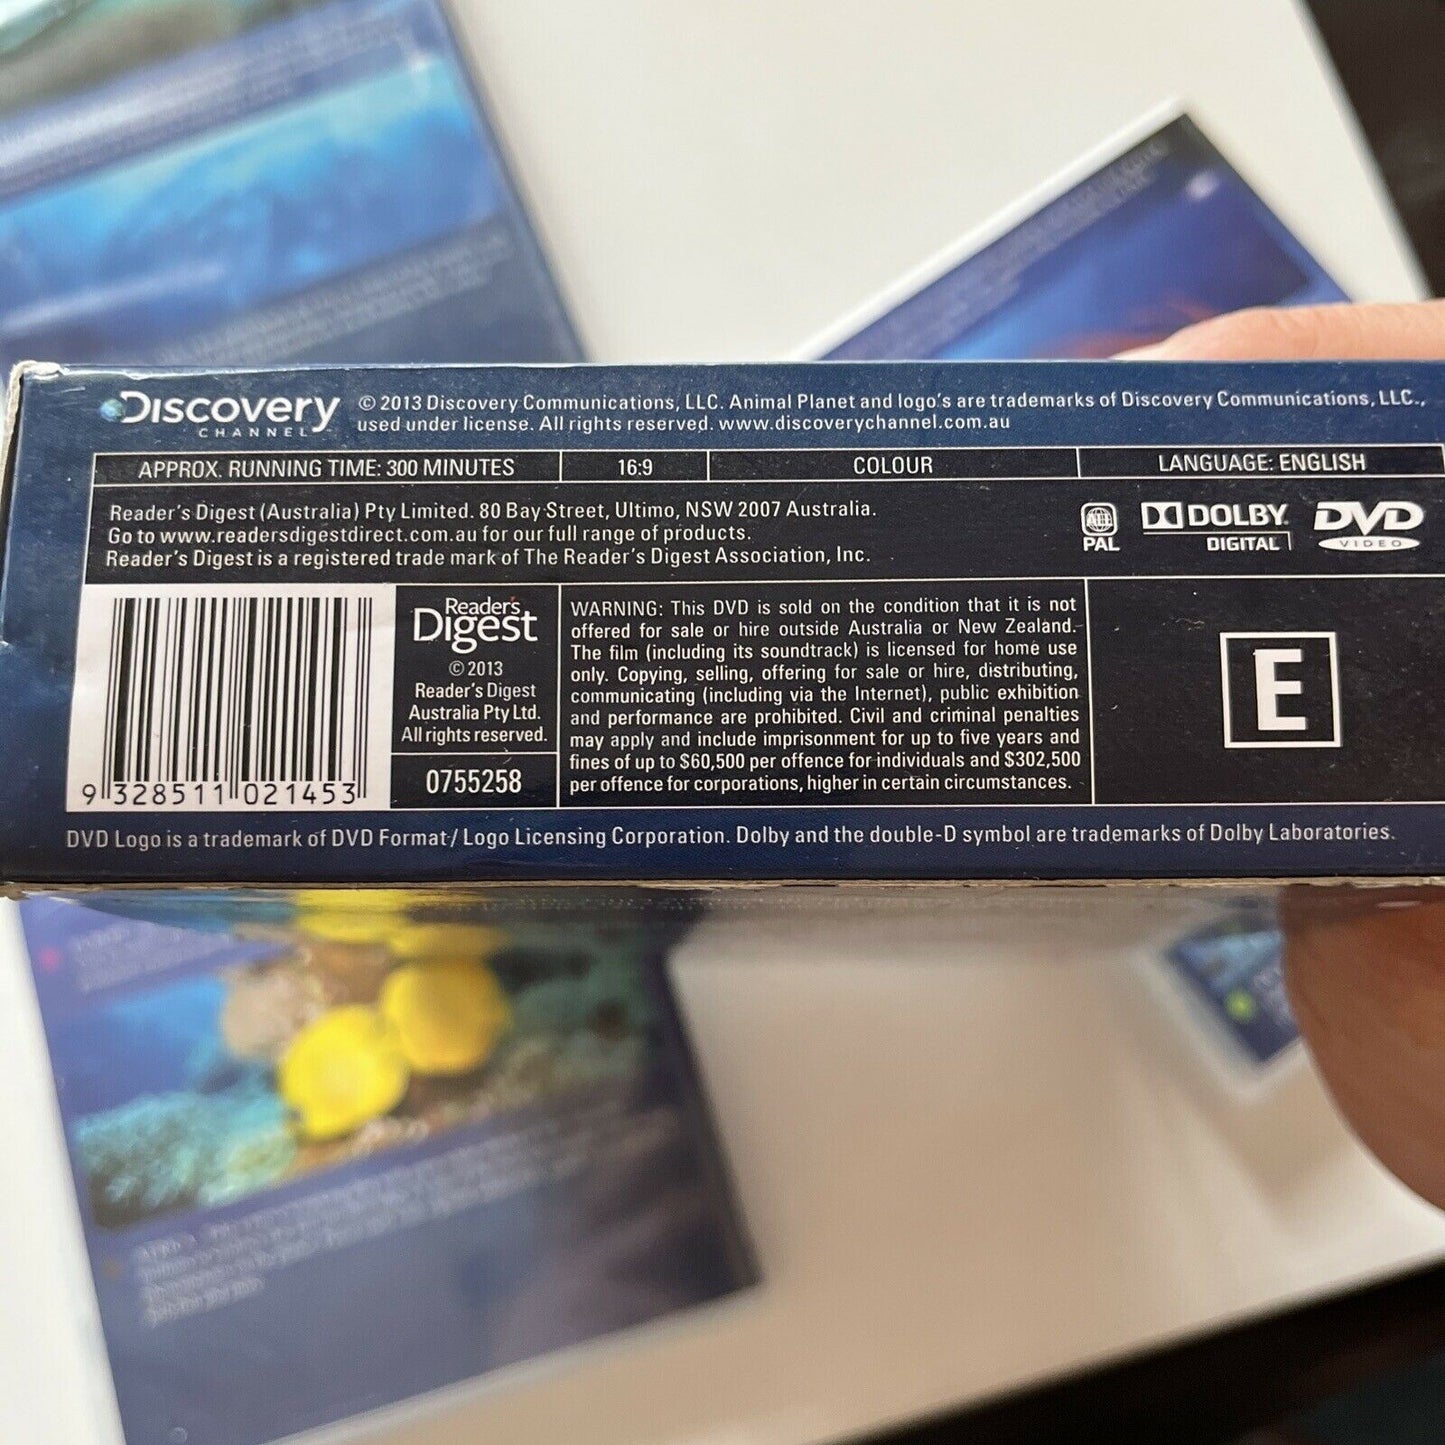 Discovery
CHANNEL
© 2013 Discovery Communications, LLC. Animal Planet and logo's are trademarks of Discovery Communications, LLC.,
used under license. All rights reserved. www.discoverychannel.com.au
APPROX. RUNNING TIME: 300 MINUTES 16:9 COLOUR LANGUAGE: ENGLISH
Reader's Digest (Australia) Pty Limited. 80 Bay Street, Ultimo, NSW 2007 Australia.
Go to www.readersdigestdirect.com.au for our full range of products.
Reader's Digest is a registered trade mark of The Reader's Digest Association, Inc.
PAL
DOLBY
DIGITAL
DVD
VIDEO
9 328511 021453
Reader's
Digest
© 2013
Reader's Digest
Australia Pty Ltd.
All rights reserved.
0755258
WARNING: This DVD is sold on the condition that it is not
offered for sale or hire outside Australia or New Zealand.
The film (including its soundtrack) is licensed for home use
only. Copying, selling, offering for sale or hire, distributing,
communicating (including via the Internet), public exhibition
and performance are prohibited. Civil and criminal penalties
may apply and include imprisonment for up to five years and
fines of up to $60,500 per offence for individuals and $302,500
per offence for corporations, higher in certain circumstances.
E
DVD Logo is a trademark of DVD Format/ Logo Licensing Corporation. Dolby and the double-D symbol are trademarks of Dolby Laboratories.